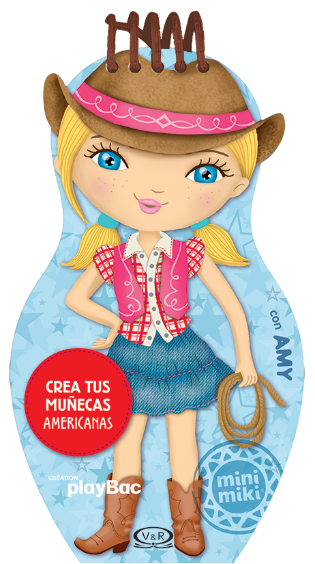 con AMY
CREA TUS
MUÑECAS
AMERICANAS
CRÉATION
playBac
mini
miki
V&R